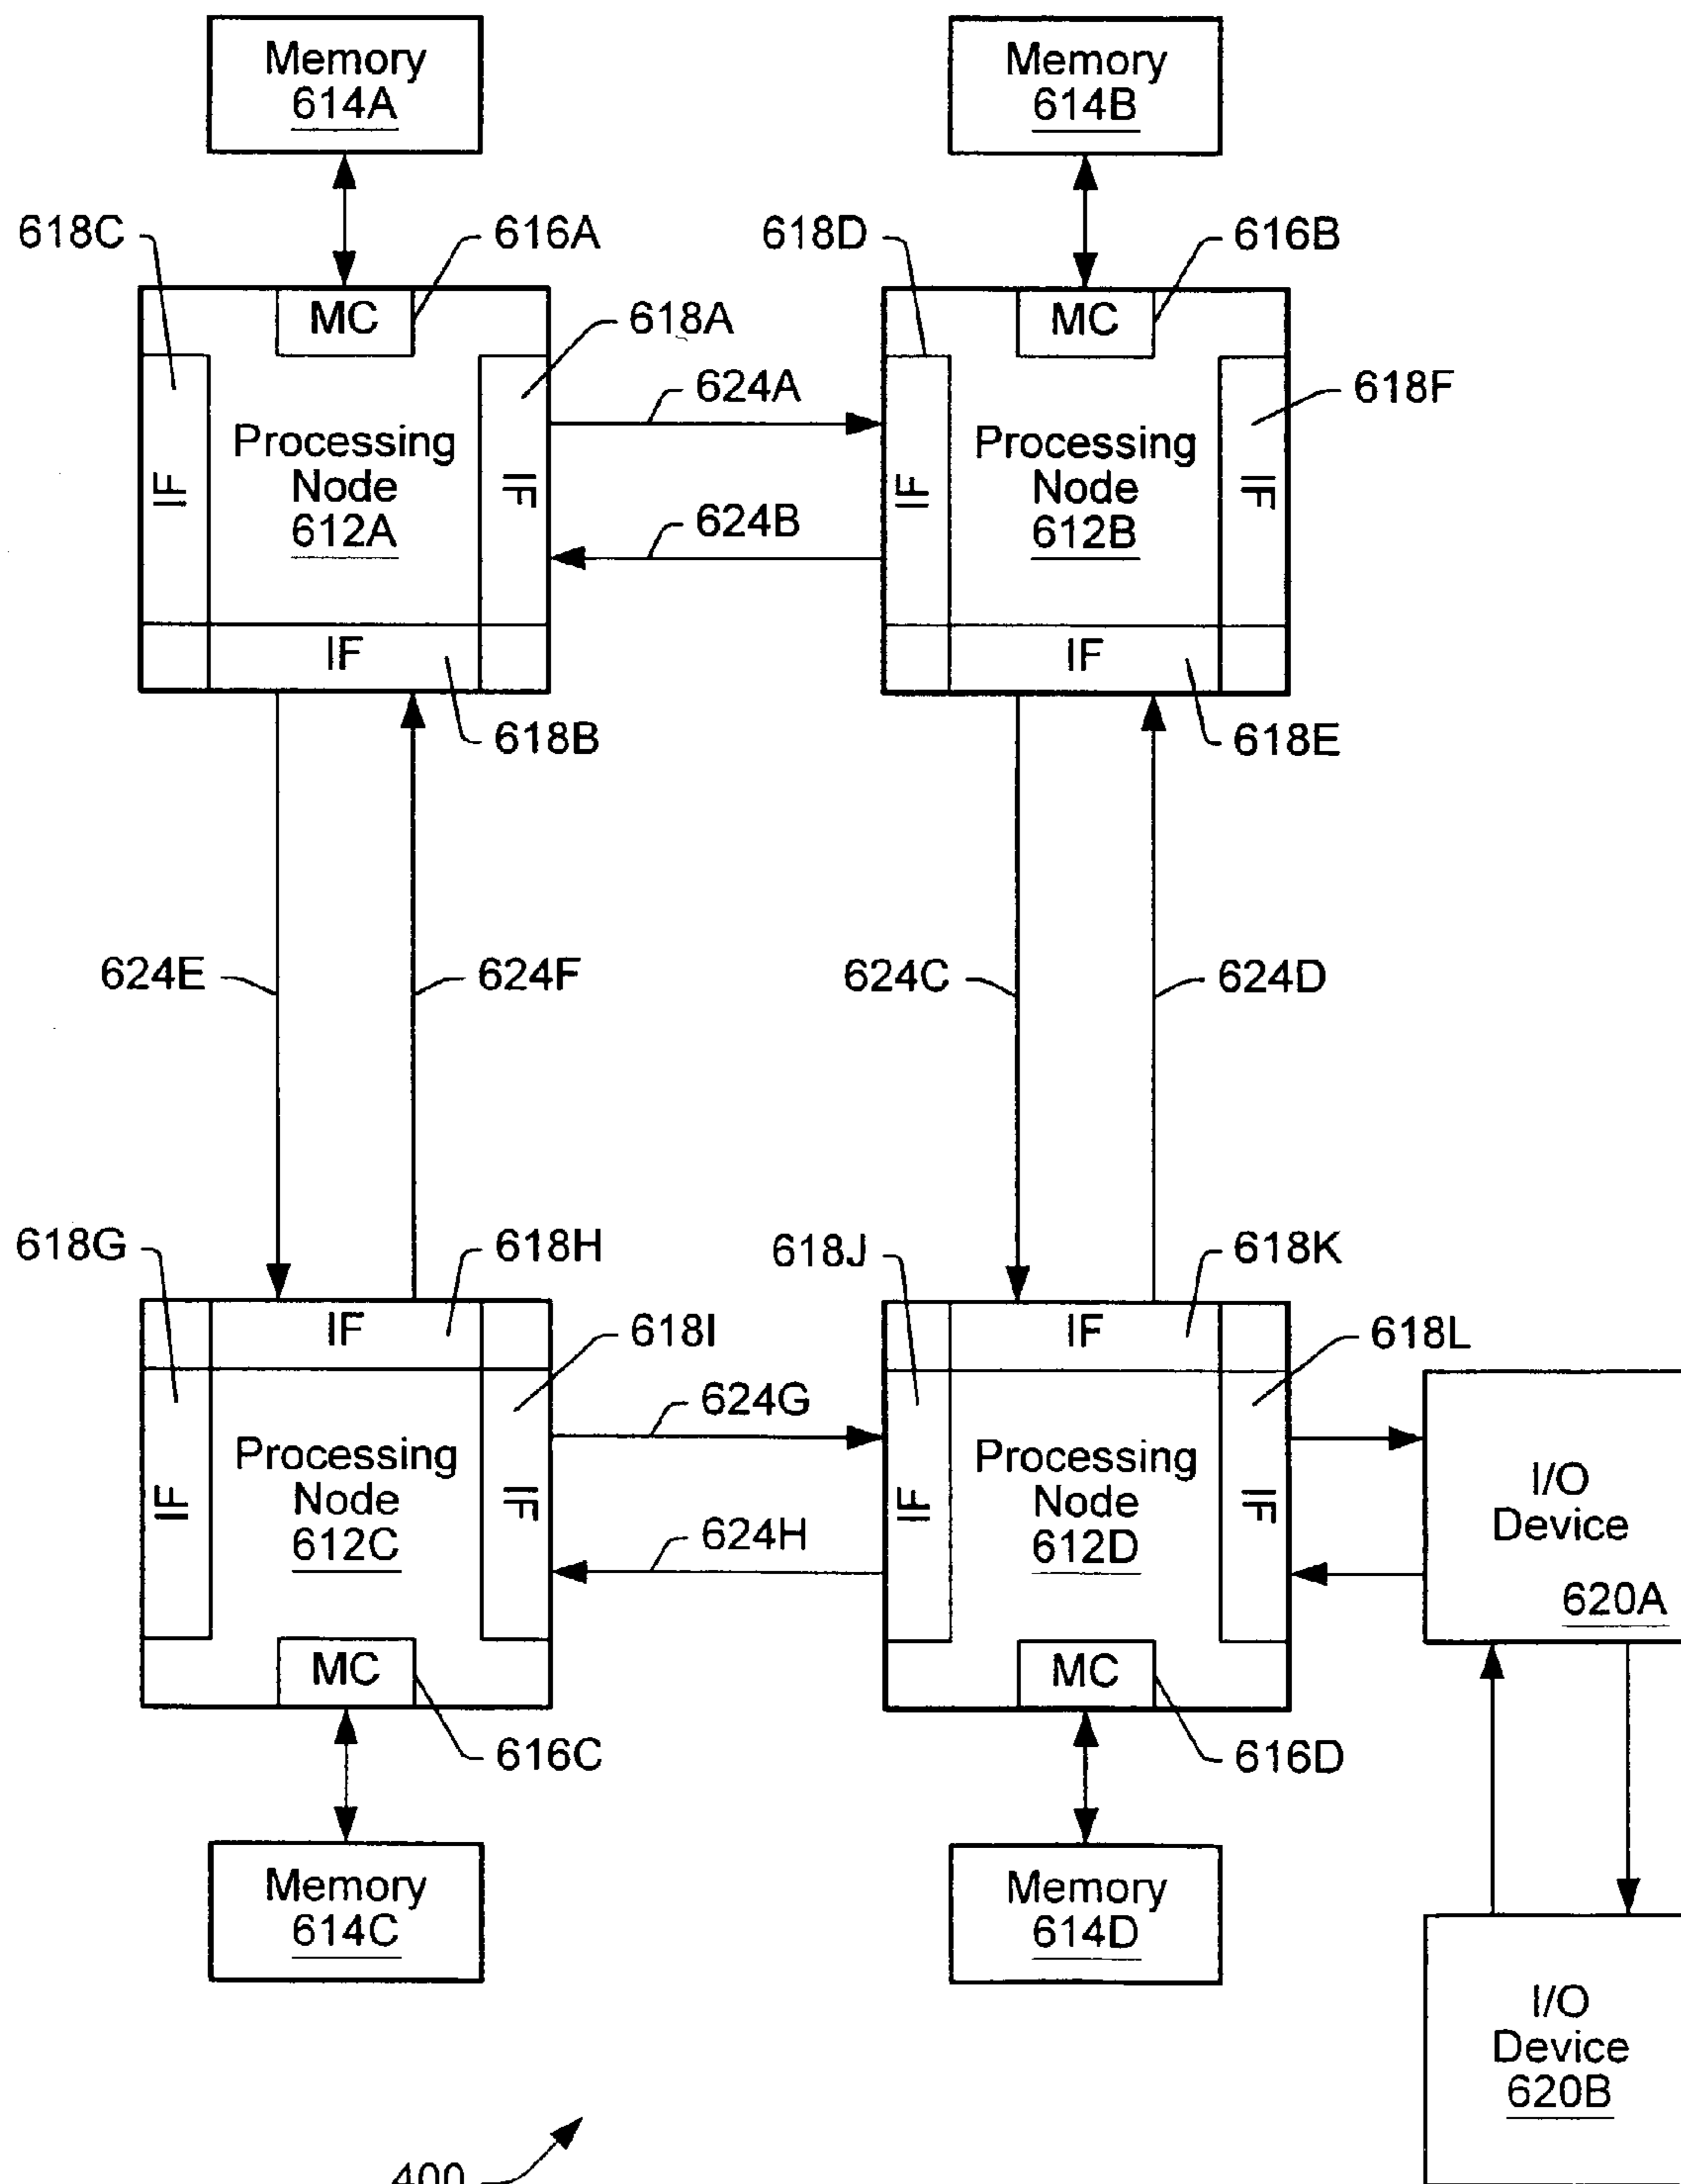 Memory
614A
Memory
614B
618C
616A
618D
616B
MC
618A
MC
624A
618F
Processing
Node
612A
IF
IF
Processing
Node
612B
IF
IF
624B
IF
IF
618B
618E
624E
624F
624C
624D
618G
618H
618J
618K
IF
618I
IF
618L
624G
Processing
Node
612C
IF
IF
Processing
Node
612D
IF
IF
I/O
Device
620A
624H
MC
MC
616C
616D
Memory
614C
Memory
614D
I/O
Device
620B
400